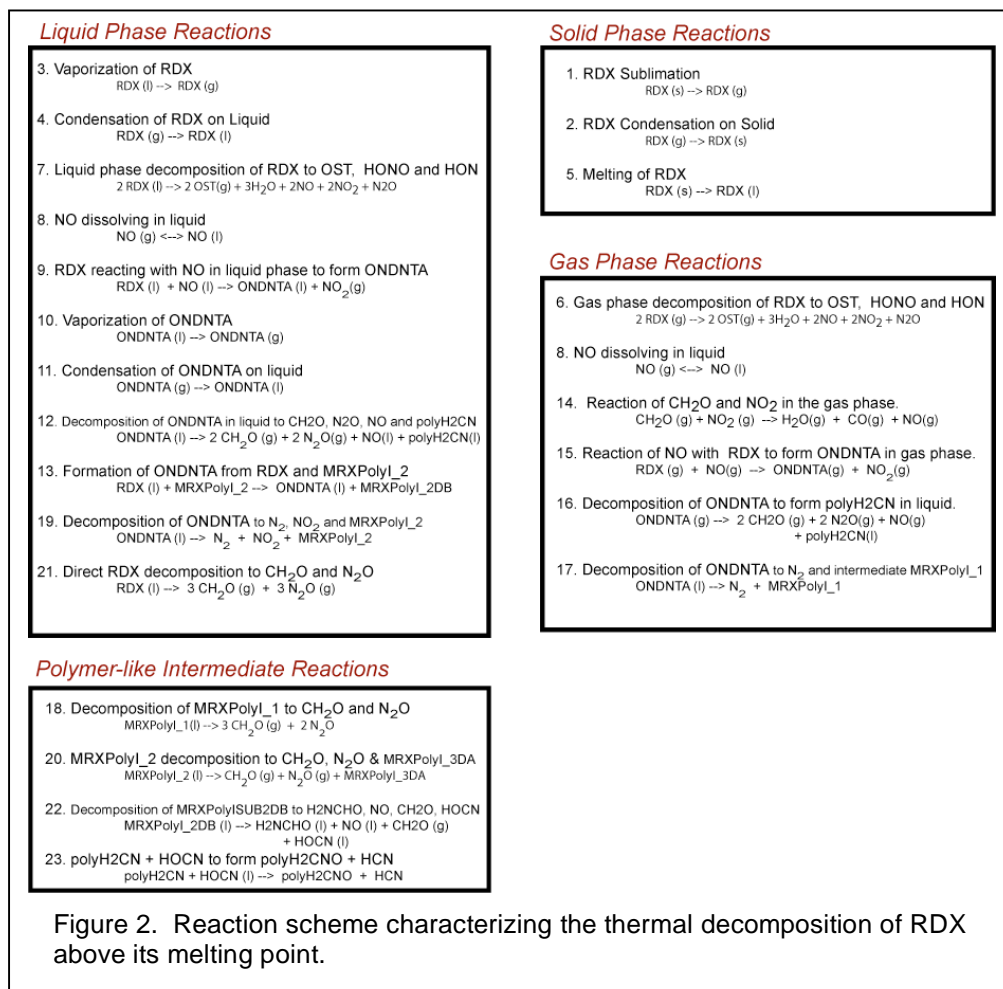 Liquid Phase Reactions
3. Vaporization of RDX
RDX (l) --> RDX (g)
4. Condensation of RDX on Liquid
RDX (g) --> RDX (l)
7. Liquid phase decomposition of RDX to OST, HONO and HON
2 RDX (l) --> 2 OST(g) + 3H₂O + 2NO + 2NO₂ + N2O
8. NO dissolving in liquid
NO (g) <--> NO (l)
9. RDX reacting with NO in liquid phase to form ONDNTA
RDX (l) + NO (l) --> ONDNTA (l) + NO₂(g)
10. Vaporization of ONDNTA
ONDNTA (l) --> ONDNTA (g)
11. Condensation of ONDNTA on liquid
ONDNTA (g) --> ONDNTA (l)
12. Decomposition of ONDNTA in liquid to CH2O, N2O, NO and polyH2CN
ONDNTA (l) --> 2 CH₂O (g) + 2 N₂O(g) + NO(l) + polyH2CN(l)
13. Formation of ONDNTA from RDX and MRXPolyI_2
RDX (l) + MRXPolyI_2 --> ONDNTA (l) + MRXPolyI_2DB
19. Decomposition of ONDNTA to N₂, NO₂ and MRXPolyI_2
ONDNTA (l) --> N₂ + NO₂ + MRXPolyI_2
21. Direct RDX decomposition to CH₂O and N₂O
RDX (l) --> 3 CH₂O (g) + 3 N₂O (g)
Solid Phase Reactions
1. RDX Sublimation
RDX (s) --> RDX (g)
2. RDX Condensation on Solid
RDX (g) --> RDX (s)
5. Melting of RDX
RDX (s) --> RDX (l)
Gas Phase Reactions
6. Gas phase decomposition of RDX to OST, HONO and HON
2 RDX (g) --> 2 OST(g) + 3H₂O + 2NO + 2NO₂ + N2O
8. NO dissolving in liquid
NO (g) <--> NO (l)
14. Reaction of CH₂O and NO₂ in the gas phase.
CH₂O (g) + NO₂ (g) --> H₂O(g) + CO(g) + NO(g)
15. Reaction of NO with RDX to form ONDNTA in gas phase.
RDX (g) + NO(g) --> ONDNTA(g) + NO₂(g)
16. Decomposition of ONDNTA to form polyH2CN in liquid.
ONDNTA (g) --> 2 CH2O (g) + 2 N2O(g) + NO(g)
+ polyH2CN(l)
17. Decomposition of ONDNTA to N₂ and intermediate MRXPolyI_1
ONDNTA (l) --> N₂ + MRXPolyI_1
Polymer-like Intermediate Reactions
18. Decomposition of MRXPolyI_1 to CH₂O and N₂O
MRXPolyI_1(l) --> 3 CH₂O (g) + 2 N₂O
20. MRXPolyI_2 decomposition to CH₂O, N₂O & MRXPolyI_3DA
MRXPolyI_2 (l) --> CH₂O (g) + N₂O (g) + MRXPolyI_3DA
22. Decomposition of MRXPolyISUB2DB to H2NCHO, NO, CH2O, HOCN
MRXPolyI_2DB (l) --> H2NCHO (l) + NO (l) + CH2O (g)
+ HOCN (l)
23. polyH2CN + HOCN to form polyH2CNO + HCN
polyH2CN + HOCN (l) --> polyH2CNO + HCN
Figure 2. Reaction scheme characterizing the thermal decomposition of RDX
above its melting point.